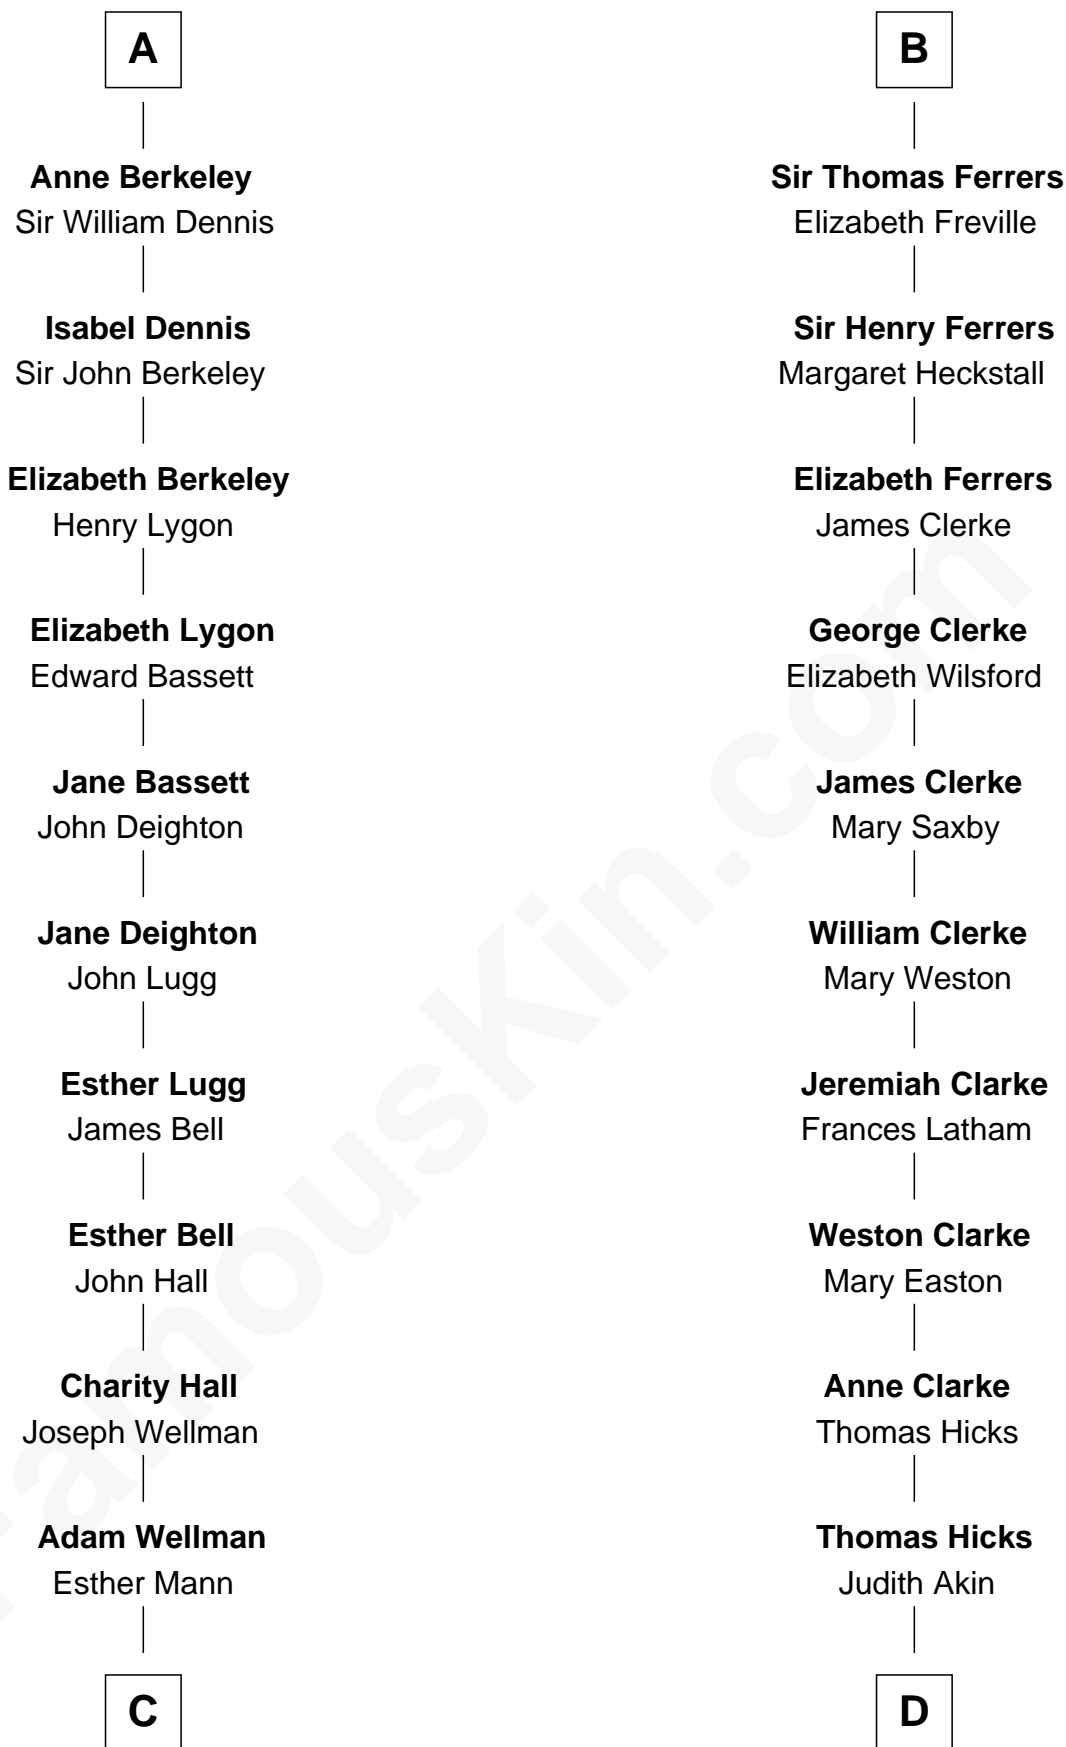 A
Anne Berkeley
Sir William Dennis
Isabel Dennis
Sir John Berkeley
Elizabeth Berkeley
Henry Lygon
Elizabeth Lygon
Edward Bassett
Jane Bassett
John Deighton
Jane Deighton
John Lugg
Esther Lugg
James Bell
Esther Bell
John Hall
Charity Hall
Joseph Wellman
Adam Wellman
Esther Mann
C
B
Sir Thomas Ferrers
Elizabeth Freville
Sir Henry Ferrers
Margaret Heckstall
Elizabeth Ferrers
James Clerke
George Clerke
Elizabeth Wilsford
James Clerke
Mary Saxby
William Clerke
Mary Weston
Jeremiah Clarke
Frances Latham
Weston Clarke
Mary Easton
Anne Clarke
Thomas Hicks
Thomas Hicks
Judith Akin
D
FamousKin.com